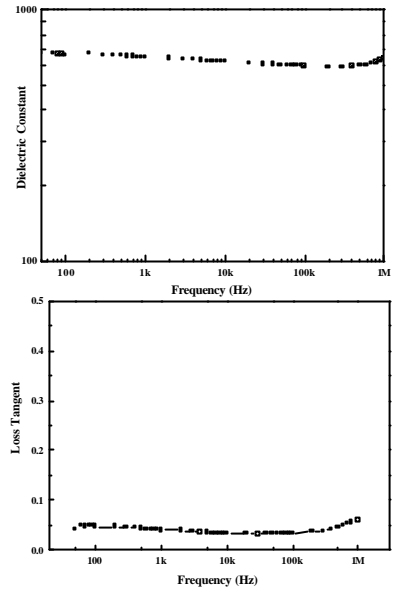 1000
Dielectric Constant
100
100 1k 10k 100k 1M
Frequency (Hz)
0.5
0.4
Loss Tangent
0.3
0.2
0.1
0.0
100 1k 10k 100k 1M
Frequency (Hz)